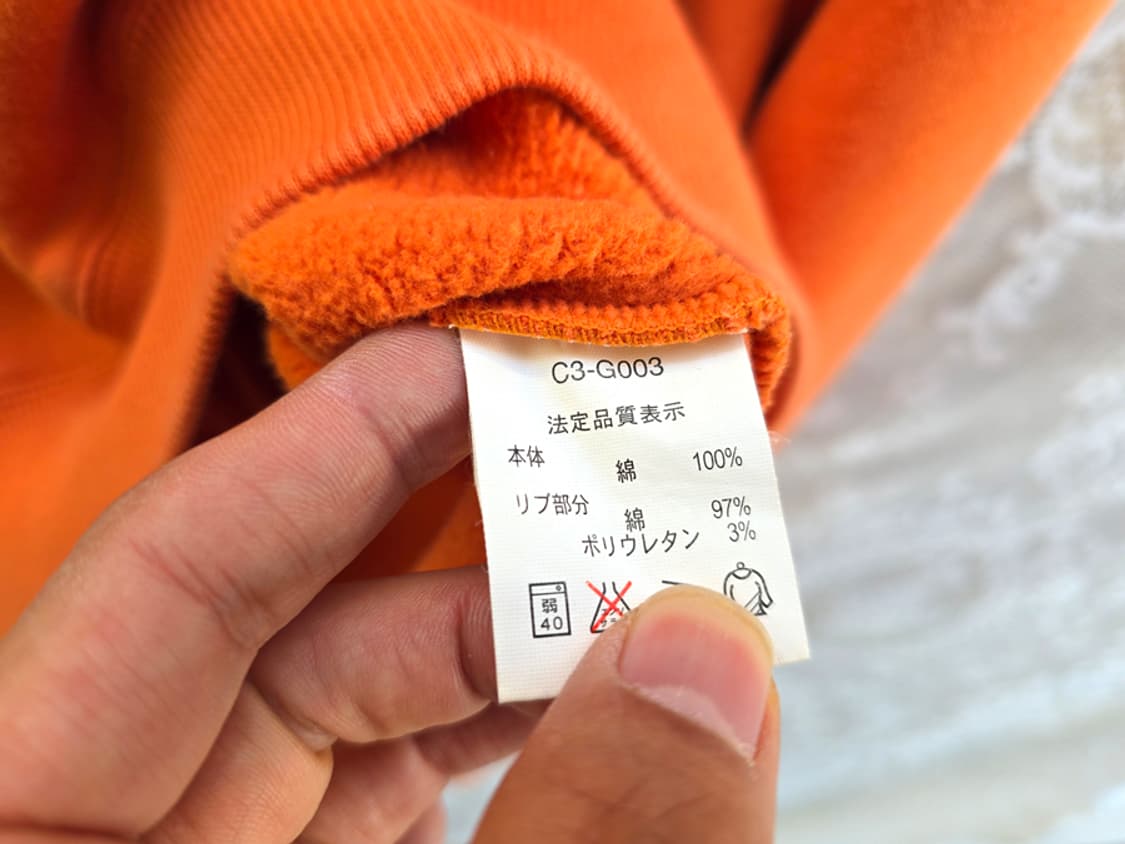 C3-G003
法定品質表示
本体 綿 100%
リブ部分 綿 97%
ポリウレタン 3%
弱
40